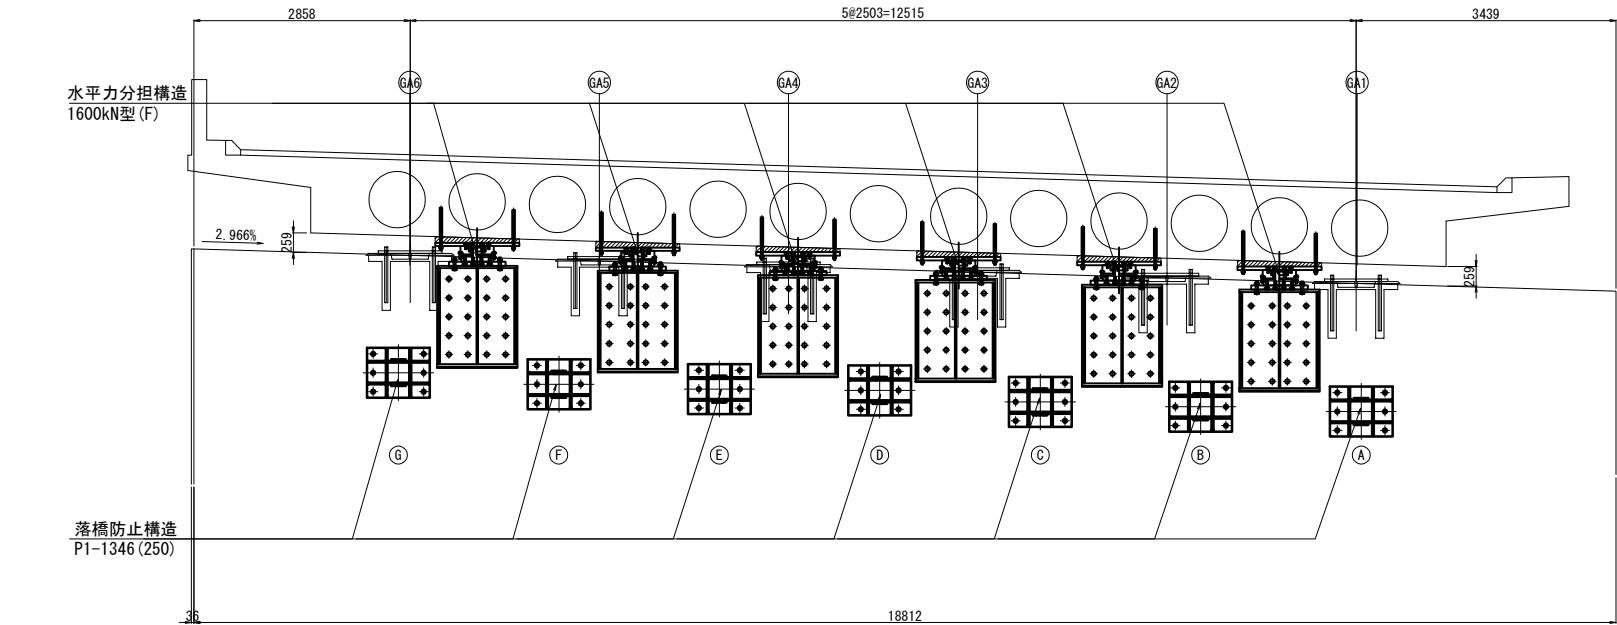 2858
5@2503=12515
3439
GA6
GA5
GA4
GA3
GA2
GA1
水平力分担構造
1600kN型(F)
2.966%
259
259
G
F
E
D
C
B
A
落橋防止構造
P1-1346(250)
36
18812